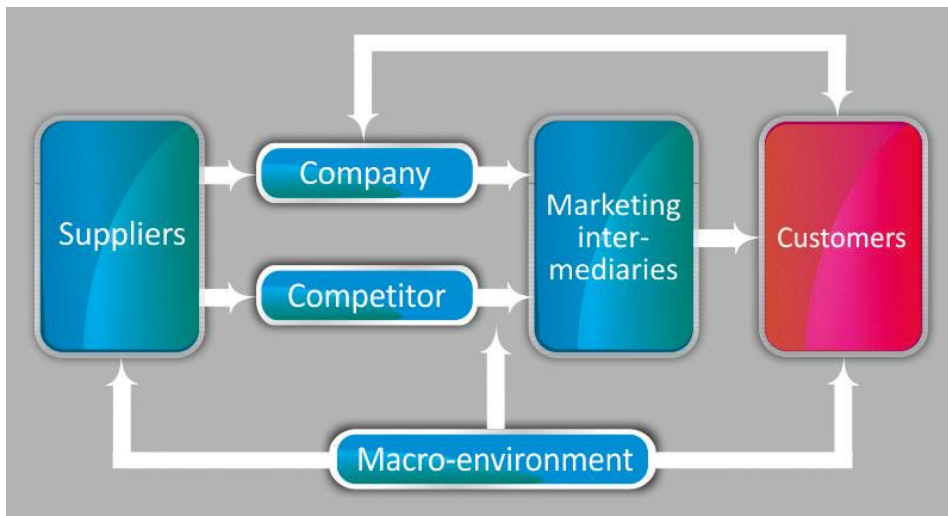 Company
Suppliers
Marketing
inter-
mediaries
Customers
Competitor
Macro-environment